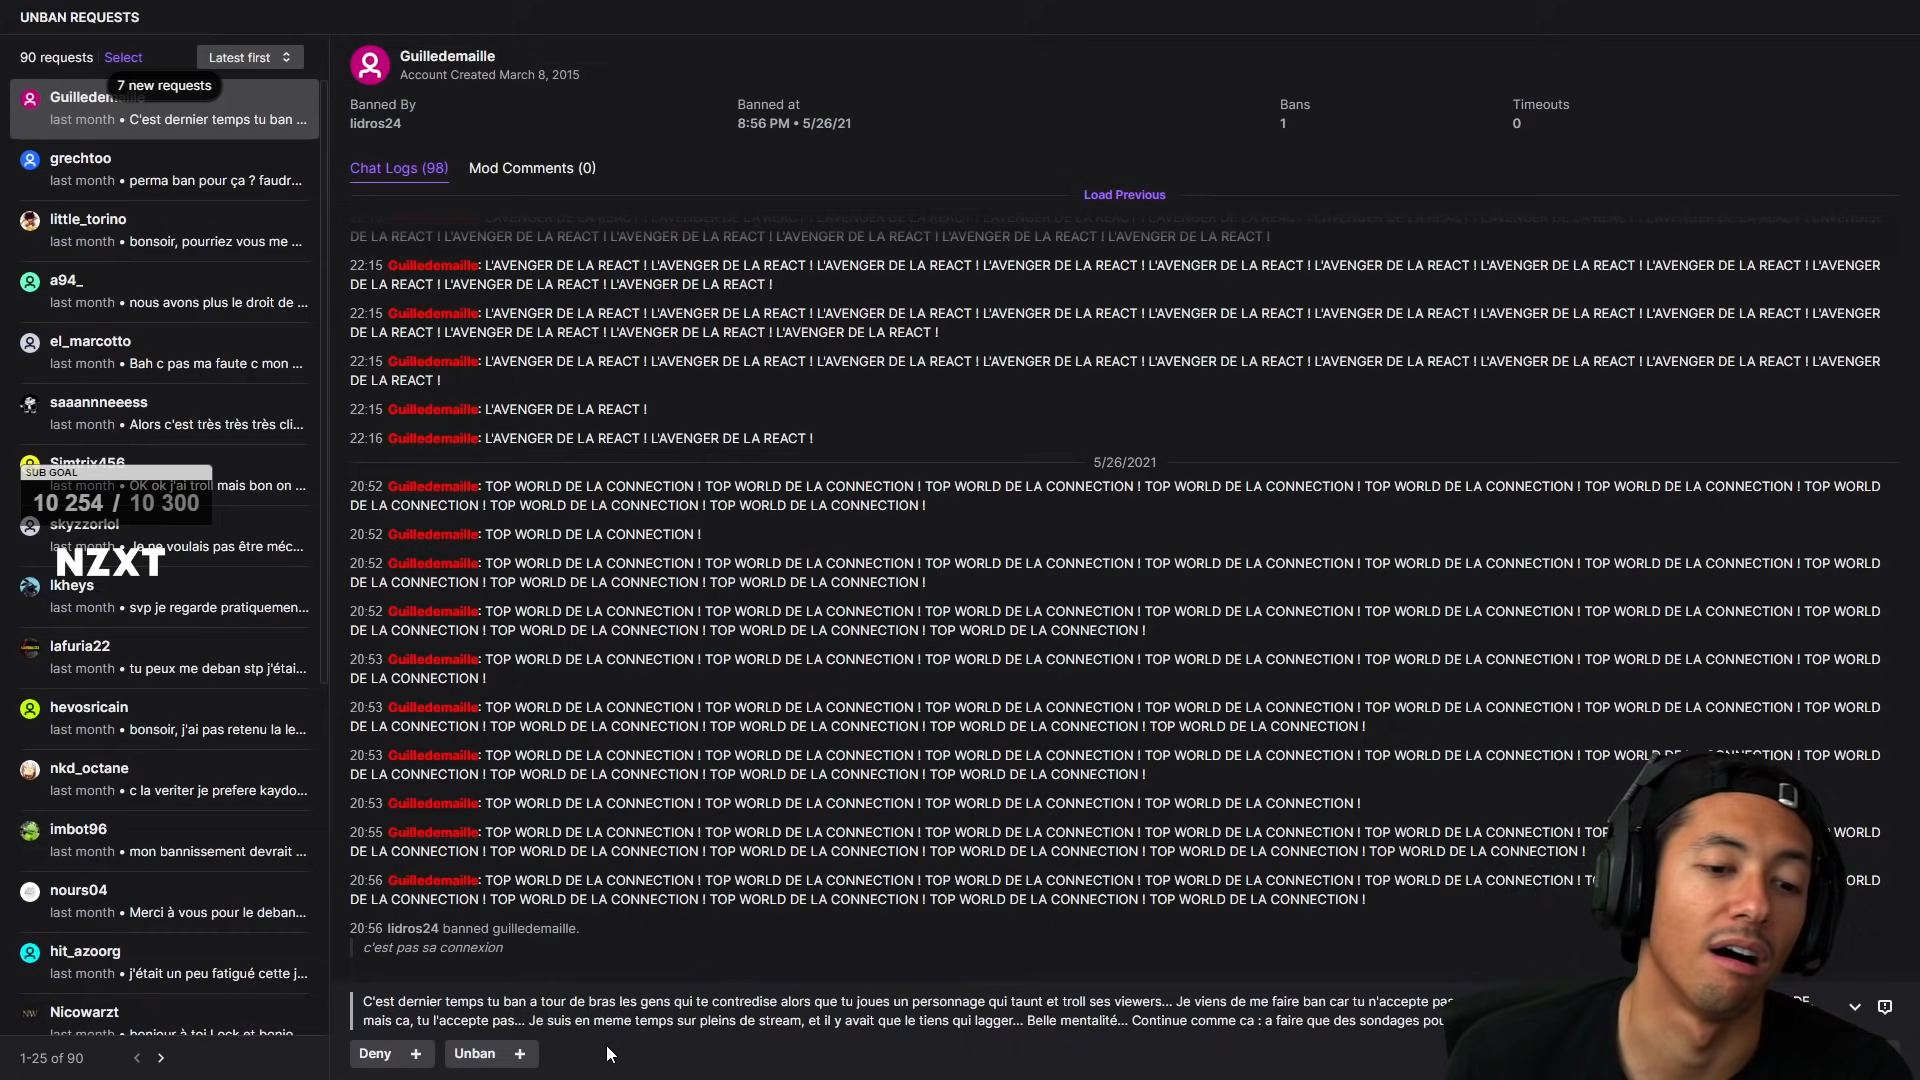 UNBAN REQUESTS
90 requests Select Latest first
7 new requests
Guilledem
last month • C'est dernier temps tu ban ...
grechtoo
last month • perma ban pour ça ? faudr...
little_torino
last month • bonsoir, pourriez vous me ...
a94_
last month • nous avons plus le droit de ...
el_marcotto
last month • Bah c pas ma faute c mon ...
saaannneeess
last month • Alors c'est très très très cli...
Simtrix456
last month • OK ok j'ai troll mais bon on ...
SUB GOAL
10 254 / 10 300
skyzzorlol
last month • Je ne voulais pas être méc...
NZXT
lkheys
last month • svp je regarde pratiquemen...
lafuria22
last month • tu peux me deban stp j'étai...
hevosricain
last month • bonsoir, j'ai pas retenu la le...
nkd_octane
last month • c la veriter je prefere kaydo...
imbot96
last month • mon bannissement devrait ...
nours04
last month • Merci à vous pour le deban...
hit_azoorg
last month • j'était un peu fatigué cette j...
NW Nicowarzt
last month • bonjour à toi Lock et bonjo
1-25 of 90
Guilledemaille
Account Created March 8, 2015
Banned By Banned at Bans Timeouts
lidros24 8:56 PM • 5/26/21 1 0
Chat Logs (98) Mod Comments (0)
Load Previous
DE LA REACT ! L'AVENGER DE LA REACT ! L'AVENGER DE LA REACT ! L'AVENGER DE LA REACT ! L'AVENGER DE LA REACT ! L'AVENGER DE LA REACT !
22:15 Guilledemaille: L'AVENGER DE LA REACT ! L'AVENGER DE LA REACT ! L'AVENGER DE LA REACT ! L'AVENGER DE LA REACT ! L'AVENGER DE LA REACT ! L'AVENGER DE LA REACT ! L'AVENGER DE LA REACT ! L'AVENGER DE LA REACT ! L'AVENGER
DE LA REACT ! L'AVENGER DE LA REACT ! L'AVENGER DE LA REACT !
22:15 Guilledemaille: L'AVENGER DE LA REACT ! L'AVENGER DE LA REACT ! L'AVENGER DE LA REACT ! L'AVENGER DE LA REACT ! L'AVENGER DE LA REACT ! L'AVENGER DE LA REACT ! L'AVENGER DE LA REACT ! L'AVENGER DE LA REACT ! L'AVENGER
DE LA REACT ! L'AVENGER DE LA REACT ! L'AVENGER DE LA REACT ! L'AVENGER DE LA REACT !
22:15 Guilledemaille: L'AVENGER DE LA REACT ! L'AVENGER DE LA REACT ! L'AVENGER DE LA REACT ! L'AVENGER DE LA REACT ! L'AVENGER DE LA REACT ! L'AVENGER DE LA REACT ! L'AVENGER DE LA REACT ! L'AVENGER DE LA REACT ! L'AVENGER
DE LA REACT !
22:15 Guilledemaille: L'AVENGER DE LA REACT !
22:16 Guilledemaille: L'AVENGER DE LA REACT ! L'AVENGER DE LA REACT !
5/26/2021
20:52 Guilledemaille: TOP WORLD DE LA CONNECTION ! TOP WORLD DE LA CONNECTION ! TOP WORLD DE LA CONNECTION ! TOP WORLD DE LA CONNECTION ! TOP WORLD DE LA CONNECTION ! TOP WORLD
DE LA CONNECTION ! TOP WORLD DE LA CONNECTION ! TOP WORLD DE LA CONNECTION !
20:52 Guilledemaille: TOP WORLD DE LA CONNECTION !
20:52 Guilledemaille: TOP WORLD DE LA CONNECTION ! TOP WORLD DE LA CONNECTION ! TOP WORLD DE LA CONNECTION ! TOP WORLD DE LA CONNECTION ! TOP WORLD DE LA CONNECTION ! TOP WORLD
DE LA CONNECTION ! TOP WORLD DE LA CONNECTION ! TOP WORLD DE LA CONNECTION !
20:52 Guilledemaille: TOP WORLD DE LA CONNECTION ! TOP WORLD DE LA CONNECTION ! TOP WORLD DE LA CONNECTION ! TOP WORLD DE LA CONNECTION ! TOP WORLD DE LA CONNECTION ! TOP WORLD
DE LA CONNECTION ! TOP WORLD DE LA CONNECTION ! TOP WORLD DE LA CONNECTION ! TOP WORLD DE LA CONNECTION !
20:53 Guilledemaille: TOP WORLD DE LA CONNECTION ! TOP WORLD DE LA CONNECTION ! TOP WORLD DE LA CONNECTION ! TOP WORLD DE LA CONNECTION ! TOP WORLD DE LA CONNECTION ! TOP WORLD
DE LA CONNECTION !
20:53 Guilledemaille: TOP WORLD DE LA CONNECTION ! TOP WORLD DE LA CONNECTION ! TOP WORLD DE LA CONNECTION ! TOP WORLD DE LA CONNECTION ! TOP WORLD DE LA CONNECTION ! TOP WORLD
DE LA CONNECTION ! TOP WORLD DE LA CONNECTION ! TOP WORLD DE LA CONNECTION ! TOP WORLD DE LA CONNECTION ! TOP WORLD DE LA CONNECTION !
20:53 Guilledemaille: TOP WORLD DE LA CONNECTION ! TOP WORLD DE LA CONNECTION ! TOP WORLD DE LA CONNECTION ! TOP WORLD DE LA CONNECTION ! TOP WORLD DE LA CONNECTION ! TOP WORLD
DE LA CONNECTION ! TOP WORLD DE LA CONNECTION ! TOP WORLD DE LA CONNECTION ! TOP WORLD DE LA CONNECTION !
20:53 Guilledemaille: TOP WORLD DE LA CONNECTION ! TOP WORLD DE LA CONNECTION ! TOP WORLD DE LA CONNECTION ! TOP WORLD DE LA CONNECTION !
20:55 Guilledemaille: TOP WORLD DE LA CONNECTION ! TOP WORLD DE LA CONNECTION ! TOP WORLD DE LA CONNECTION ! TOP WORLD DE LA CONNECTION ! TOP WORLD DE LA CONNECTION ! TOP WORLD
DE LA CONNECTION ! TOP WORLD DE LA CONNECTION ! TOP WORLD DE LA CONNECTION ! TOP WORLD DE LA CONNECTION ! TOP WORLD DE LA CONNECTION ! TOP WORLD DE LA CONNECTION !
20:56 Guilledemaille: TOP WORLD DE LA CONNECTION ! TOP WORLD DE LA CONNECTION ! TOP WORLD DE LA CONNECTION ! TOP WORLD DE LA CONNECTION ! TOP WORLD DE LA CONNECTION ! ORLD
DE LA CONNECTION ! TOP WORLD DE LA CONNECTION ! TOP WORLD DE LA CONNECTION ! TOP WORLD DE LA CONNECTION ! TOP WORLD DE LA CONNECTION !
20:56 lidros24 banned guilledemaille.
c'est pas sa connexion
C'est dernier temps tu ban a tour de bras les gens qui te contredise alors que tu joues un personnage qui taunt et troll ses viewers... Je viens de me faire ban car tu n'accepte pas DE
mais ca, tu l'accepte pas... Je suis en meme temps sur pleins de stream, et il y avait que le tiens qui lagger... Belle mentalité... Continue comme ca : a faire que des sondages pou
Deny + Unban +